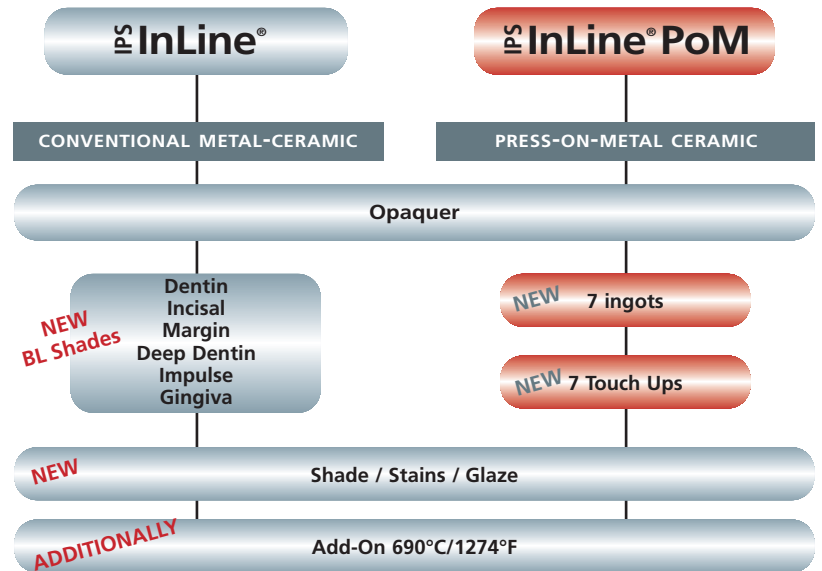 IPS InLine®
IPS InLine® PoM
CONVENTIONAL METAL-CERAMIC
PRESS-ON-METAL CERAMIC
Opaquer
NEW
BL Shades
Dentin
Incisal
Margin
Deep Dentin
Impulse
Gingiva
NEW 7 ingots
NEW 7 Touch Ups
NEW
Shade / Stains / Glaze
ADDITIONALLY
Add-On 690°C/1274°F